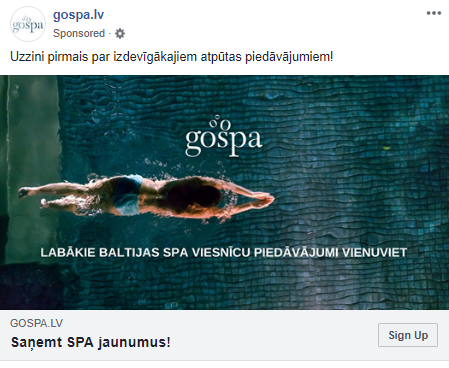 gospa.lv
Sponsored ·
gospa
Uzzini pirmais par izdevīgākajiem atpūtas piedāvājumiem!
gospa
LABĀKIE BALTIJAS SPA VIESNĪCU PIEDĀVĀJUMI VIENUVIET
GOSPA.LV
Saņemt SPA jaunumus!
Sign Up